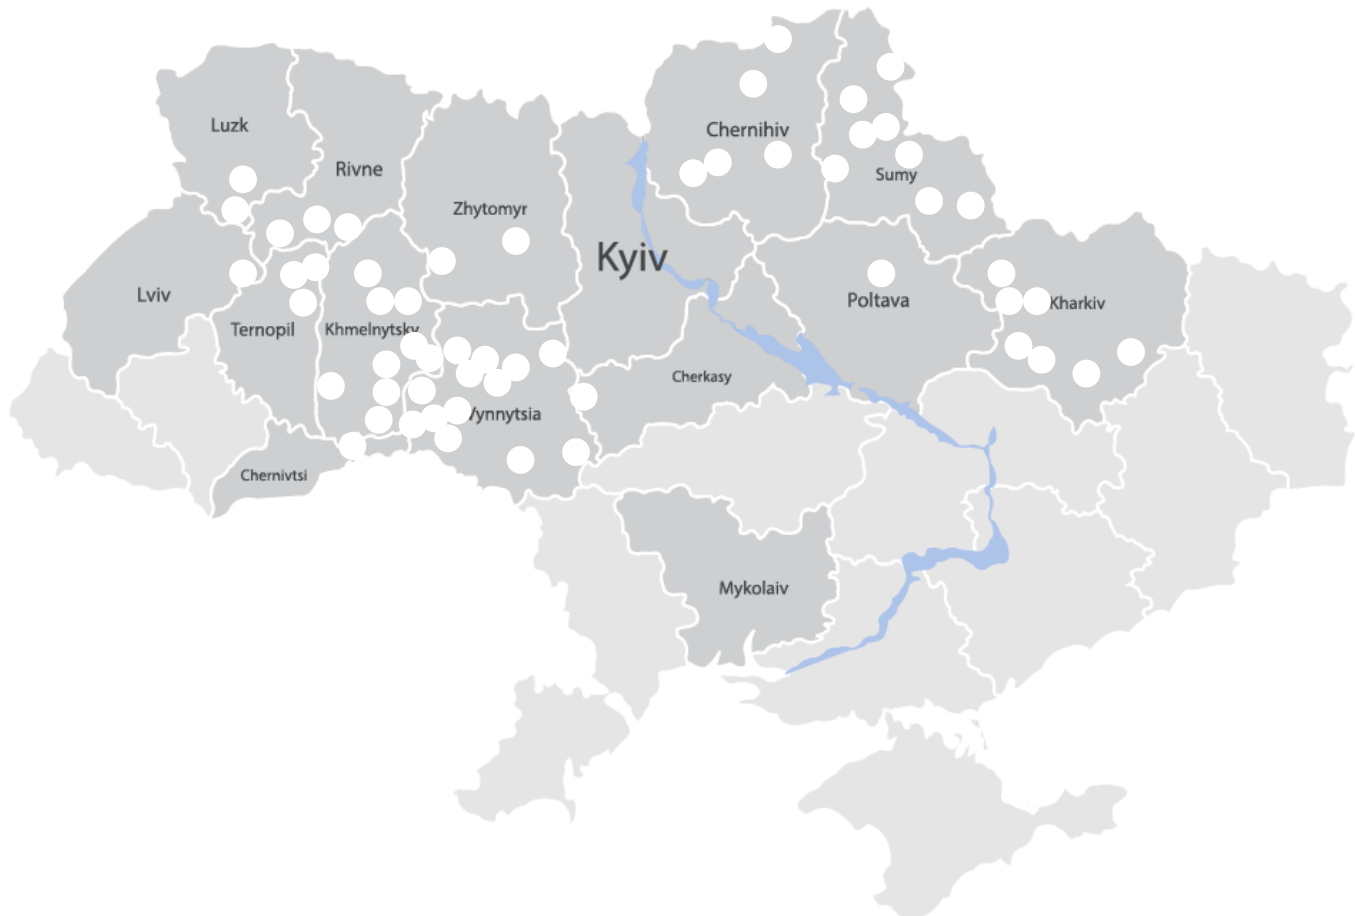 Luzk
Rivne
Chernihiv
Sumy
Zhytomyr
Kyiv
Lviv
Ternopil
Khmelnytsky
Poltava
Kharkiv
Cherkasy
Vynnytsia
Chernivtsi
Mykolaiv